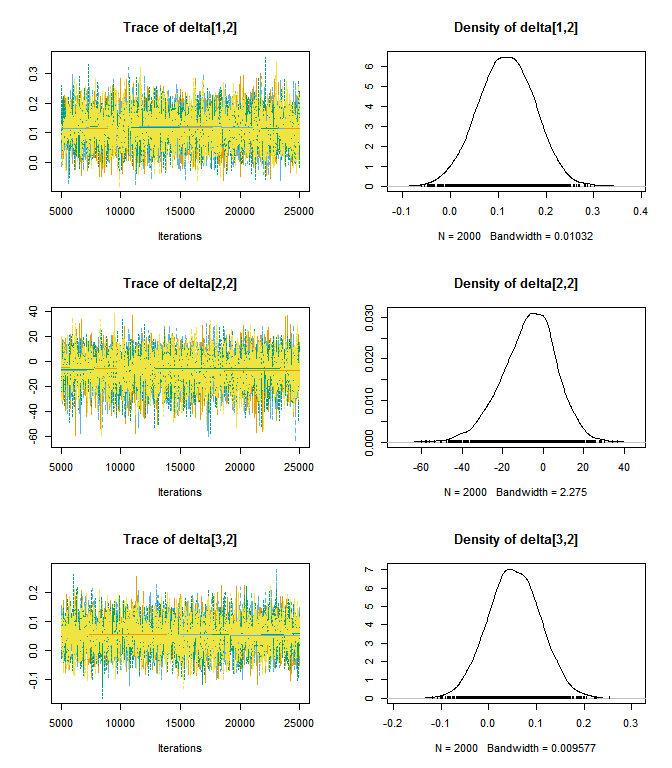 Trace of delta[1,2]
0.3
0.2
0.1
0.0
5000 10000 15000 20000 25000
Iterations
Density of delta[1,2]
6
5
4
3
2
1
0
-0.1 0.0 0.1 0.2 0.3 0.4
N = 2000 Bandwidth = 0.01032
Trace of delta[2,2]
40
20
0
-20
-40
-60
5000 10000 15000 20000 25000
Iterations
Density of delta[2,2]
0.030
0.020
0.010
0.000
-60 -40 -20 0 20 40
N = 2000 Bandwidth = 2.275
Trace of delta[3,2]
0.2
0.1
0.0
-0.1
5000 10000 15000 20000 25000
Iterations
Density of delta[3,2]
7
6
5
4
3
2
1
0
-0.2 -0.1 0.0 0.1 0.2 0.3
N = 2000 Bandwidth = 0.009577